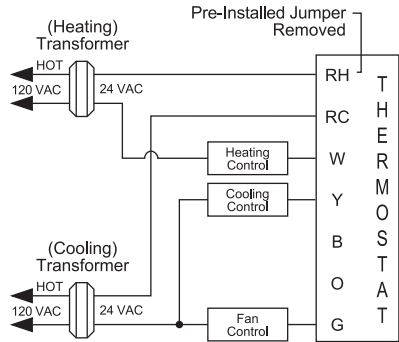 Pre-Installed Jumper
Removed
(Heating)
Transformer
HOT
120 VAC
24 VAC
RH
RC
Heating
Control
W
Cooling
Control
Y
B
O
(Cooling)
Transformer
HOT
120 VAC
24 VAC
Fan
Control
G
THERMOSTAT